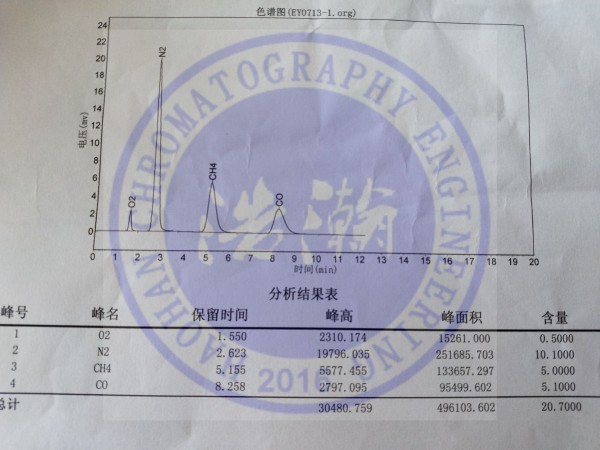 色谱图(EY0713-1.org)
24
22
20
18
16
14
12
10
8
6
4
2
0
电压(mv)
O2
N2
CH4
CO
0 1 2 3 4 5 6 7 8 9 10 11 12 13 14 15 16 17 18 19 20
时间(min)
HAOHAN CHROMATOGRAPHY ENGINEERING
浩瀚
分析结果表
峰号 峰名 保留时间 峰高 峰面积 含量
1 O2 1.550 2310.174 15261.000 0.5000
2 N2 2.623 19796.035 251685.703 10.1000
3 CH4 5.155 5577.455 133657.297 5.0000
4 CO 8.258 2797.095 95499.602 5.1000
总计 30480.759 496103.602 20.7000